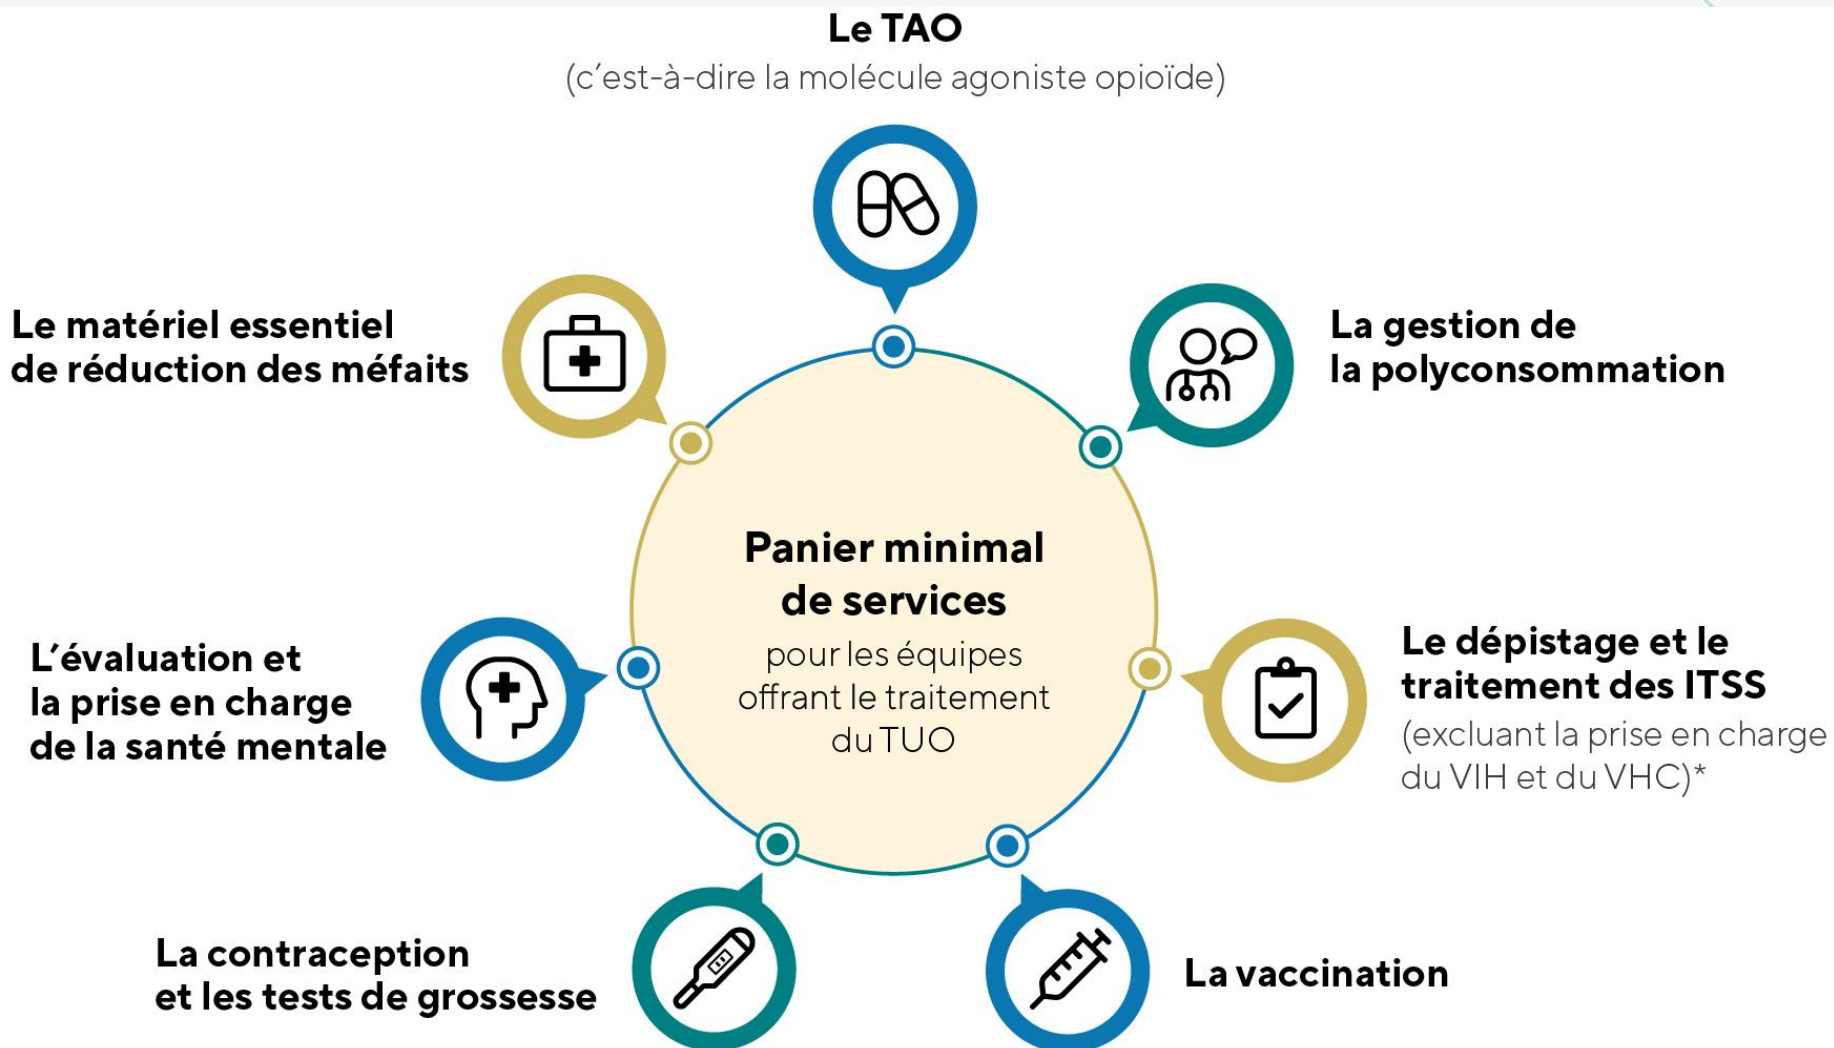 Le TAO
(c'est-à-dire la molécule agoniste opioïde)
Le matériel essentiel
de réduction des méfaits
La gestion de
la polyconsommation
Panier minimal
de services
pour les équipes
offrant le traitement
du TUO
L'évaluation et
la prise en charge
de la santé mentale
Le dépistage et le
traitement des ITSS
(excluant la prise en charge
du VIH et du VHC)*
La contraception
et les tests de grossesse
La vaccination